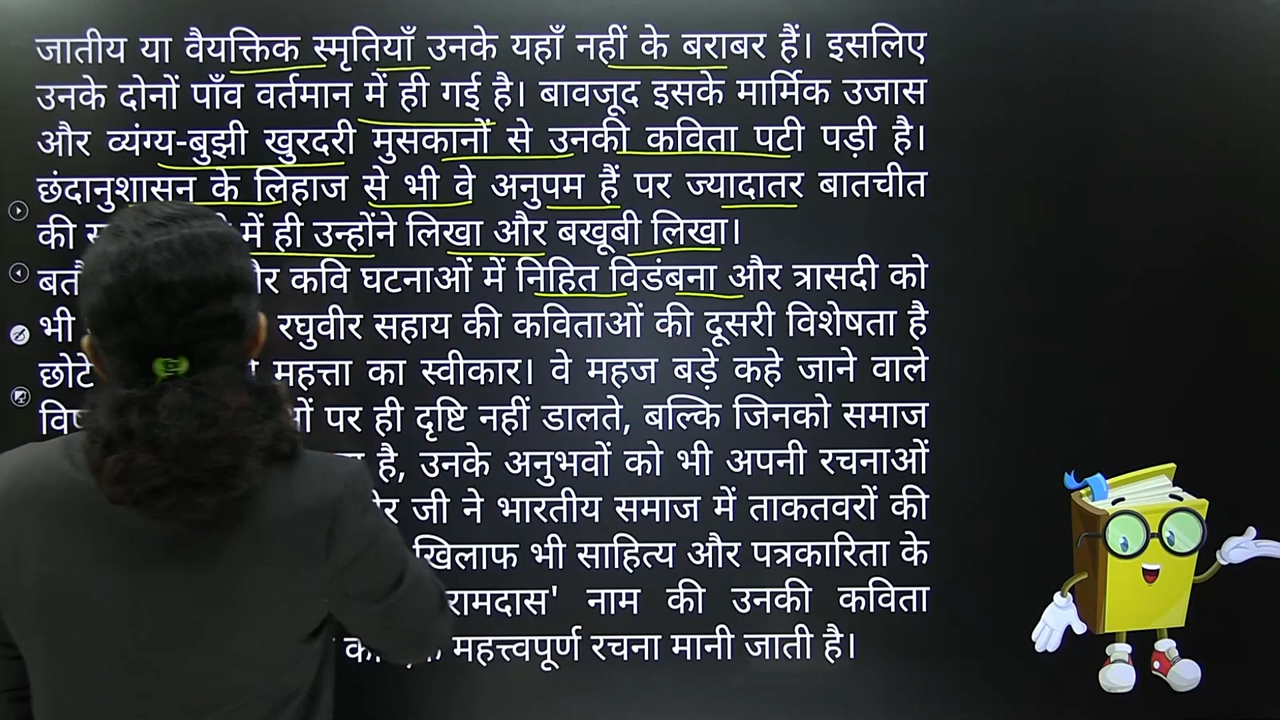 जातीय या वैयक्तिक स्मृतियाँ उनके यहाँ नहीं के बराबर हैं। इसलिए
उनके दोनों पाँव वर्तमान में ही गई है। बावजूद इसके मार्मिक उजास
और व्यंग्य-बुझी खुरदरी मुसकानों से उनकी कविता पटी पड़ी है।
छंदानुशासन के लिहाज से भी वे अनुपम हैं पर ज्यादातर बातचीत
की में ही उन्होंने लिखा और बखूबी लिखा।
कवि घटनाओं में निहित विडंबना और त्रासदी को
भी रघुवीर सहाय की कविताओं की दूसरी विशेषता है
छोटे महत्ता का स्वीकार। वे महज बड़े कहे जाने वाले
पर ही दृष्टि नहीं डालते, बल्कि जिनको समाज
है, उनके अनुभवों को भी अपनी रचनाओं
जी ने भारतीय समाज में ताकतवरों की
खिलाफ भी साहित्य और पत्रकारिता के
रामदास' नाम की उनकी कविता
महत्त्वपूर्ण रचना मानी जाती है।